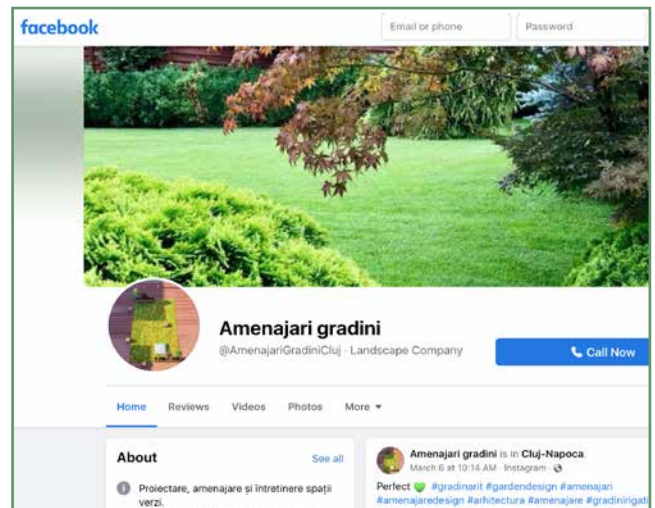 facebook
Email or phone
Password
Amenajari gradini
@AmenajariGradiniCluj · Landscape Company
Call Now
Home
Reviews
Videos
Photos
More
About
See all
Proiectare, amenajare și întretinere spații
verzi.
Amenajari gradini is in Cluj-Napoca.
March 6 at 10:14 AM · Instagram ·
Perfect 💚 #gradinarit #gardendesign #amenajari
#amenajaredesign #arhitectura #amenajare #gradinirigati